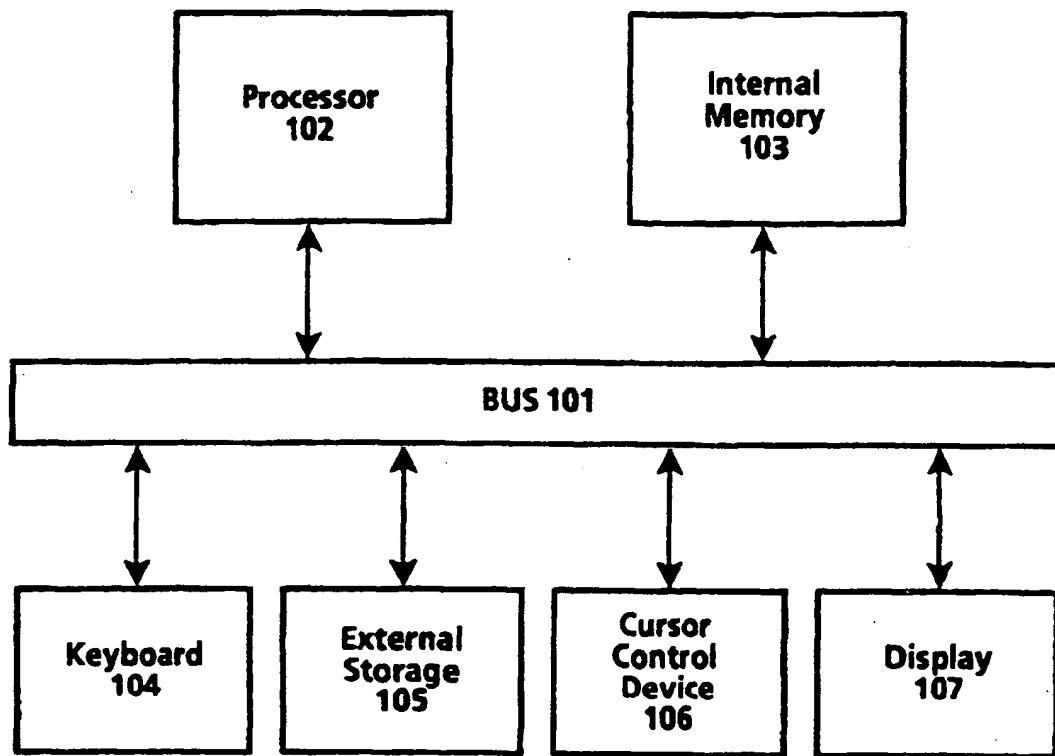 Processor
102
Internal
Memory
103
BUS 101
Keyboard
104
External
Storage
105
Cursor
Control
Device
106
Display
107